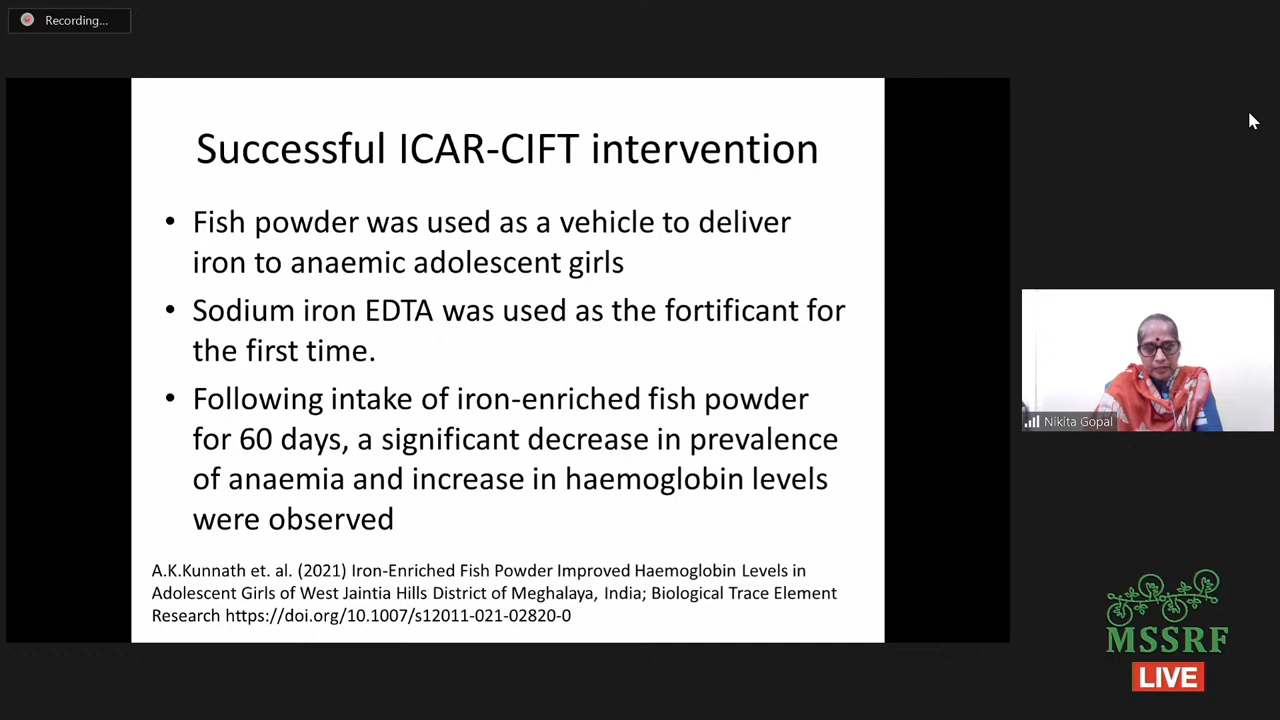 Recording...
Successful ICAR-CIFT intervention
• Fish powder was used as a vehicle to deliver
iron to anaemic adolescent girls
• Sodium iron EDTA was used as the fortificant for
the first time.
• Following intake of iron-enriched fish powder
for 60 days, a significant decrease in prevalence
of anaemia and increase in haemoglobin levels
were observed
A.K.Kunnath et. al. (2021) Iron-Enriched Fish Powder Improved Haemoglobin Levels in
Adolescent Girls of West Jaintia Hills District of Meghalaya, India; Biological Trace Element
Research https://doi.org/10.1007/s12011-021-02820-0
Nikita Gopal
MSSRF
LIVE